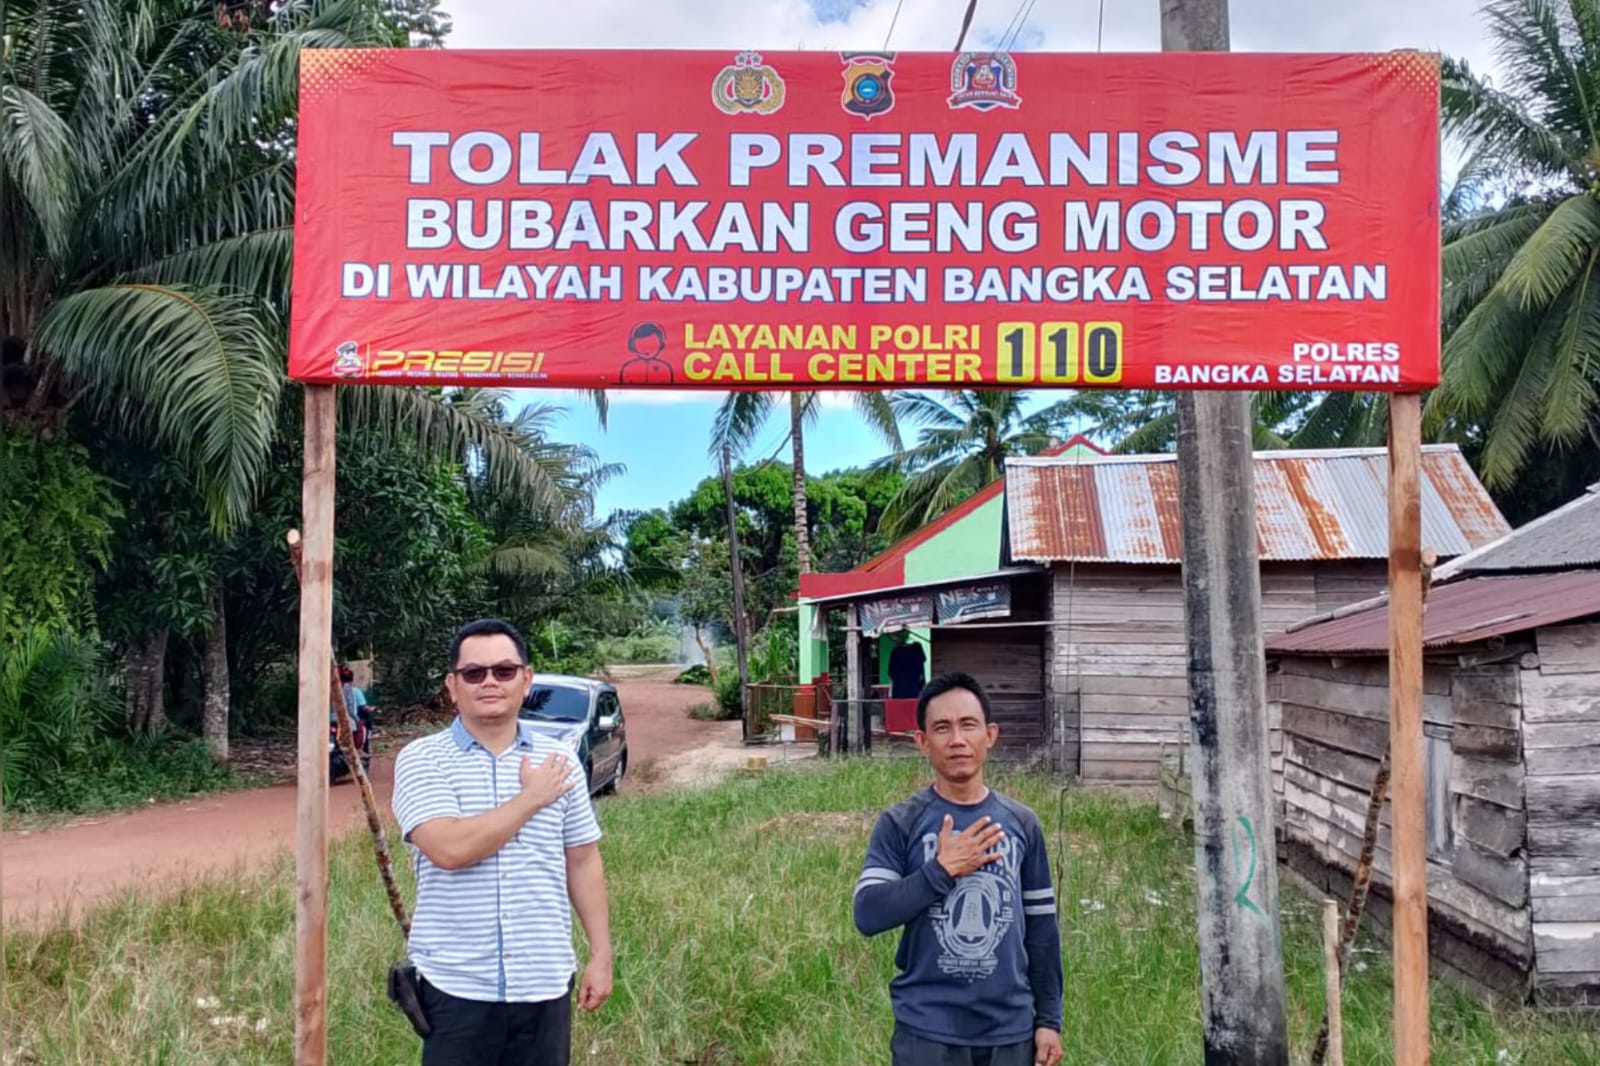 TOLAK PREMANISME
BUBARKAN GENG MOTOR
DI WILAYAH KABUPATEN BANGKA SELATAN
PRESISI
LAYANAN POLRI
CALL CENTER 110
POLRES
BANGKA SELATAN